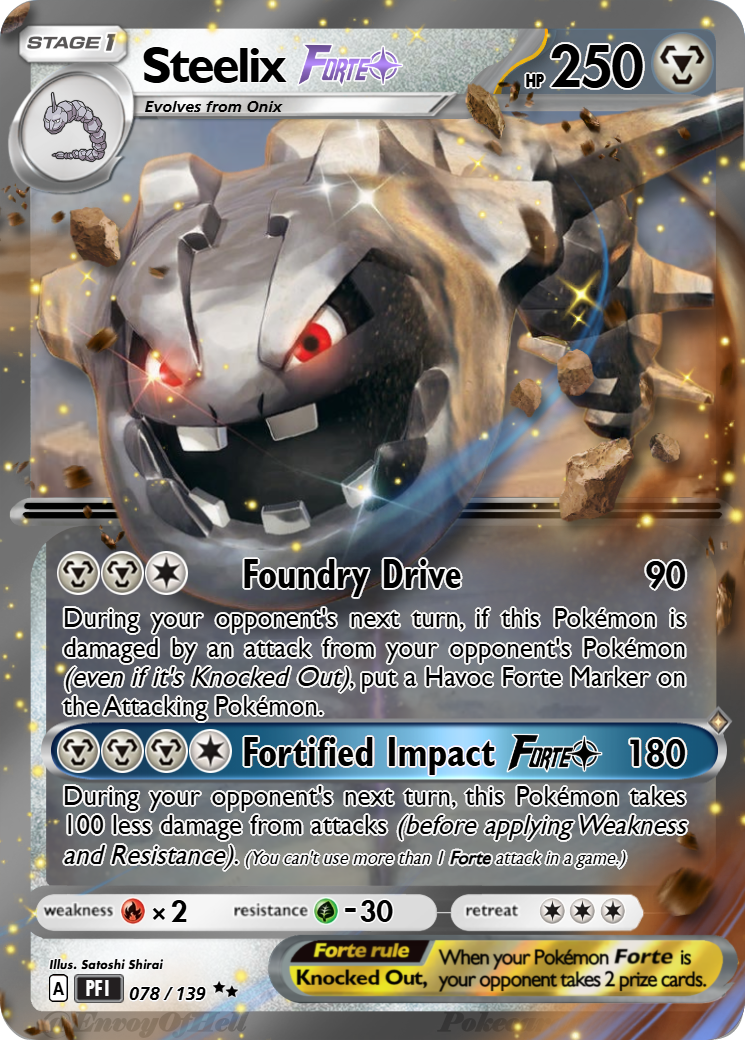 STAGE 1
Steelix FORTE
HP 250
Evolves from Onix
Foundry Drive 90
During your opponent's next turn, if this Pokémon is
damaged by an attack from your opponent's Pokémon
(even if it's Knocked Out), put a Havoc Forte Marker on
the Attacking Pokémon.
Fortified Impact FORTE 180
During your opponent's next turn, this Pokémon takes
100 less damage from attacks (before applying Weakness
and Resistance). (You can't use more than 1 Forte attack in a game.)
weakness × 2 resistance -30 retreat
Illus. Satoshi Shirai
Forte rule
When your Pokémon Forte is
Knocked Out, your opponent takes 2 prize cards.
A PFI 078 / 139
EnvoyOfHell